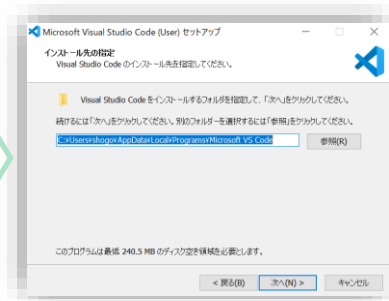 Microsoft Visual Studio Code (User) セットアップ
インストール先の指定
Visual Studio Code のインストール先を指定してください。
Visual Studio Code をインストールするフォルダを指定して、「次へ」をクリックしてください。
続けるには「次へ」をクリックしてください。別のフォルダーを選択するには「参照」をクリックしてください。
C:¥Users¥shogo¥AppData¥Local¥Programs¥Microsoft VS Code
参照(R)
このプログラムは最低 240.5 MB のディスク空き領域を必要とします。
< 戻る(B)
次へ(N) >
キャンセル